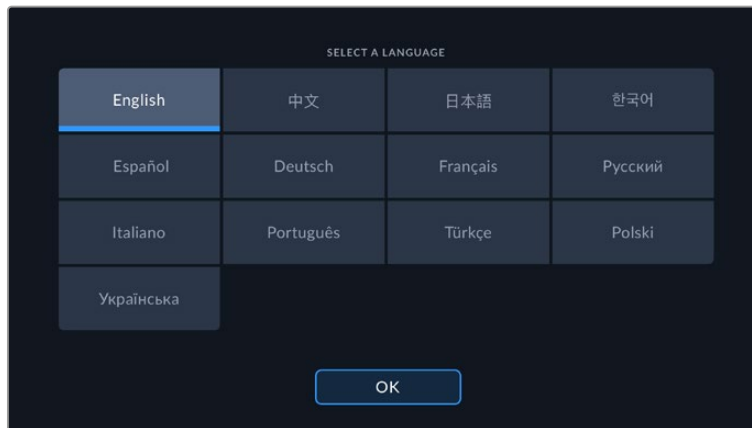 SELECT A LANGUAGE
English 中文 日本語 한국어
Español Deutsch Français Русский
Italiano Português Türkçe Polski
Українська
OK